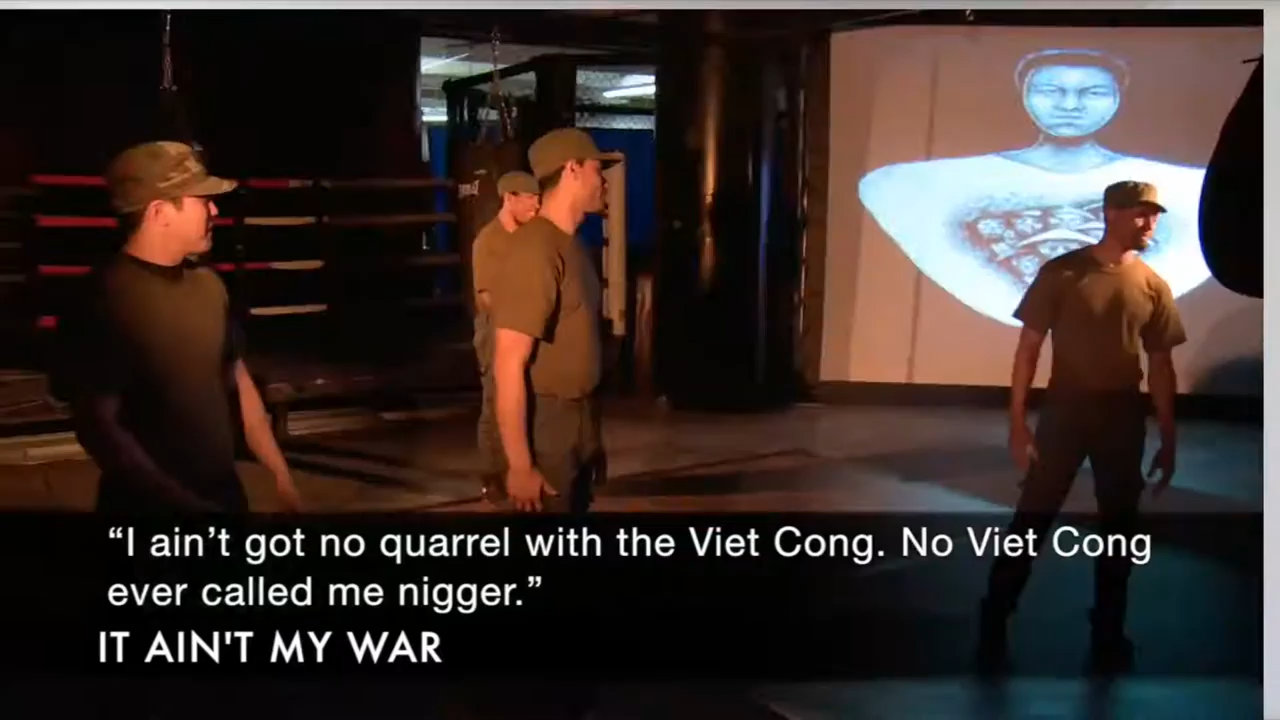 “I ain’t got no quarrel with the Viet Cong. No Viet Cong
ever called me nigger.”
IT AIN'T MY WAR